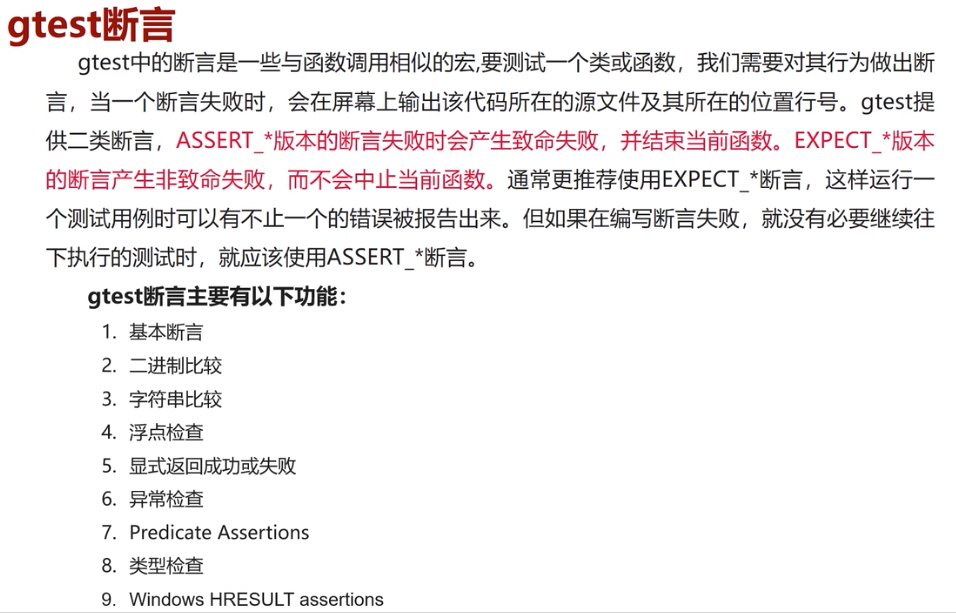 gtest断言
gtest中的断言是一些与函数调用相似的宏,要测试一个类或函数，我们需要对其行为做出断
言，当一个断言失败时，会在屏幕上输出该代码所在的源文件及其所在的位置行号。gtest提
供二类断言，ASSERT_*版本的断言失败时会产生致命失败，并结束当前函数。EXPECT_*版本
的断言产生非致命失败，而不会中止当前函数。通常更推荐使用EXPECT_*断言，这样运行一
个测试用例时可以有不止一个的错误被报告出来。但如果在编写断言失败，就没有必要继续往
下执行的测试时，就应该使用ASSERT_*断言。
gtest断言主要有以下功能：
1. 基本断言
2. 二进制比较
3. 字符串比较
4. 浮点检查
5. 显式返回成功或失败
6. 异常检查
7. Predicate Assertions
8. 类型检查
9. Windows HRESULT assertions